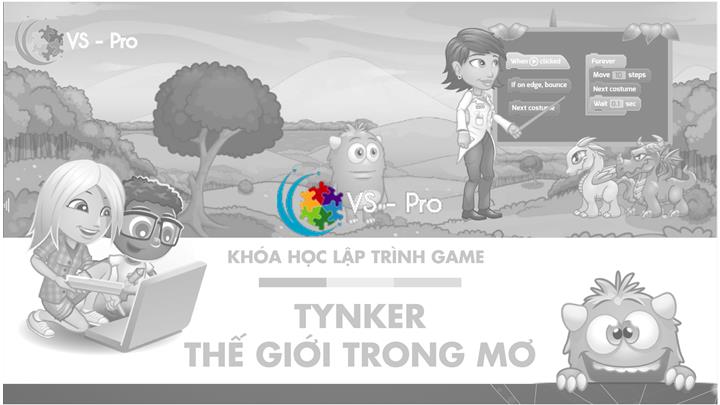 VS - Pro
When clicked
If on edge, bounce
Next costume
Forever
Move 10 steps
Next costume
Wait 0.1 sec
VS - Pro
KHÓA HỌC LẬP TRÌNH GAME
TYNKER
THẾ GIỚI TRONG MƠ